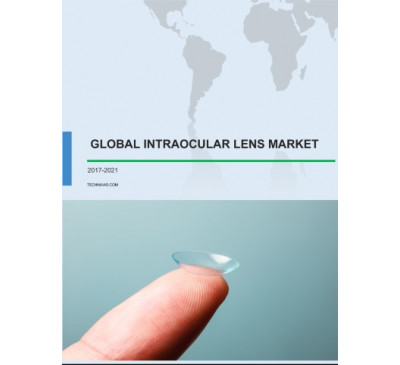 GLOBAL INTRAOCULAR LENS MARKET
2017-2021
TECHNAVIO.COM